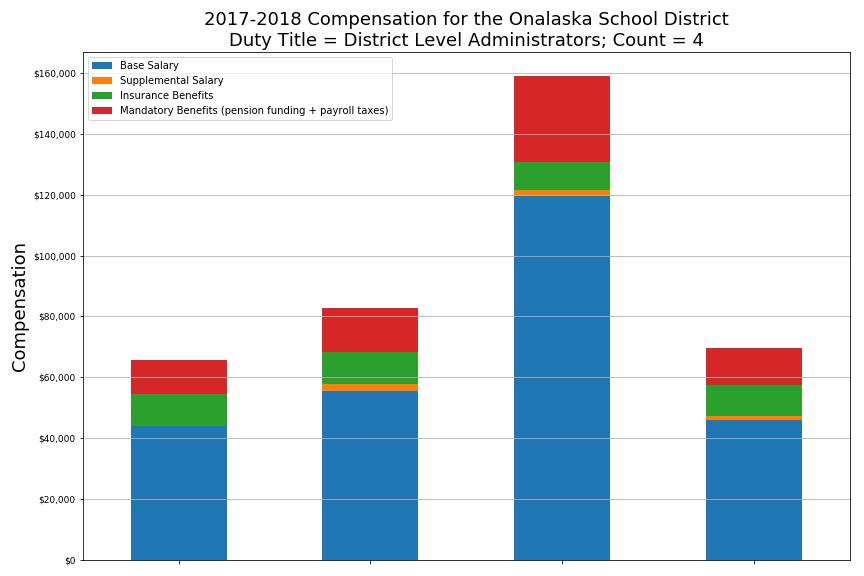 2017-2018 Compensation for the Onalaska School District
Duty Title = District Level Administrators; Count = 4
Base Salary
Supplemental Salary
Insurance Benefits
Mandatory Benefits (pension funding + payroll taxes)
$160,000
$140,000
$120,000
$100,000
$80,000
$60,000
$40,000
$20,000
$0
Compensation